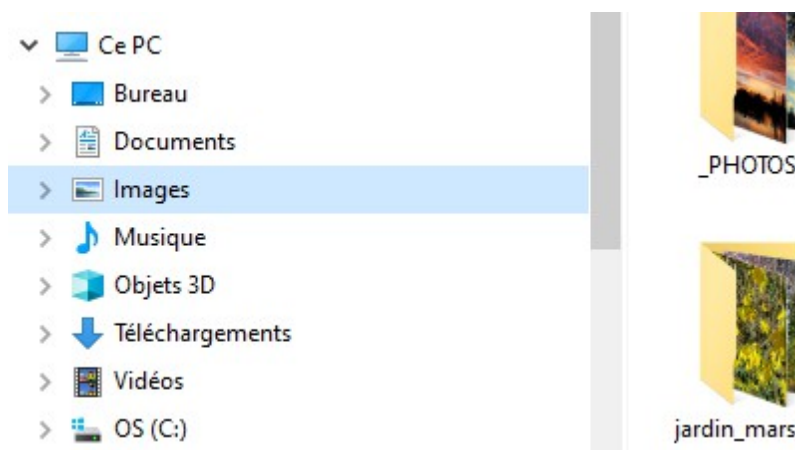 Ce PC
Bureau
Documents
Images
Musique
Objets 3D
Téléchargements
Vidéos
OS (C:)
_PHOTOS
jardin_mars